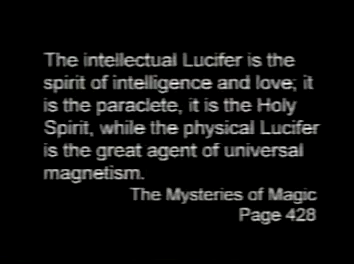 The intellectual Lucifer is the
spirit of intelligence and love; it
is the paraclete, it is the Holy
Spirit, while the physical Lucifer
is the great agent of universal
magnetism.
The Mysteries of Magic
Page 428